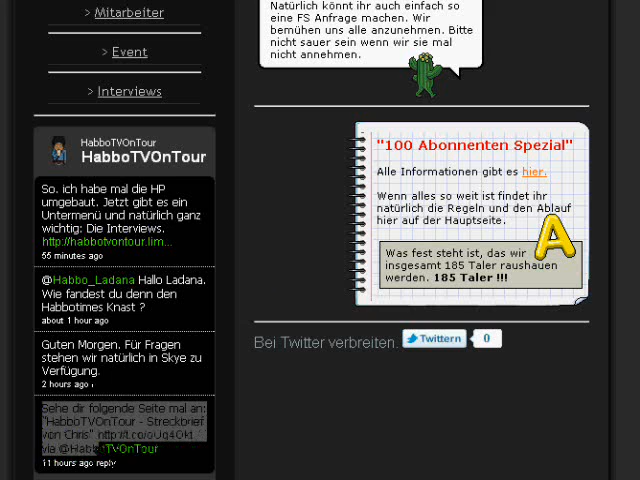 > Mitarbeiter
> Event
> Interviews
HabboTVOnTour
HabboTVOnTour
So. ich habe mal die HP
umgebaut. Jetzt gibt es ein
Untermenü und natürlich ganz
wichtig: Die Interviews.
http://habbotvontour.lim...
55 minutes ago
@Habbo_Ladana Hallo Ladana.
Wie fandest du denn den
Habbotimes Knast ?
about 1 hour ago
Guten Morgen. Für Fragen
stehen wir natürlich in Skye zu
Verfügung.
2 hours ago
Sehe dir folgende Seite mal an:
"HabboTVOnTour - Streckbrief
von Chris"
via @HabboTVOnTour
11 hours ago reply
Natürlich könnt ihr auch einfach so
eine FS Anfrage machen. Wir
bemühen uns alle anzunehmen. Bitte
nicht sauer sein wenn wir sie mal
nicht annehmen.
"100 Abonnenten Spezial"
Alle Informationen gibt es hier.
Wenn alles so weit ist findet ihr
natürlich die Regeln und den Ablauf
hier auf der Hauptseite.
A
Was fest steht ist, das wir
insgesamt 185 Taler raushauen
werden. 185 Taler !!!
Bei Twitter verbreiten. Twittern 0